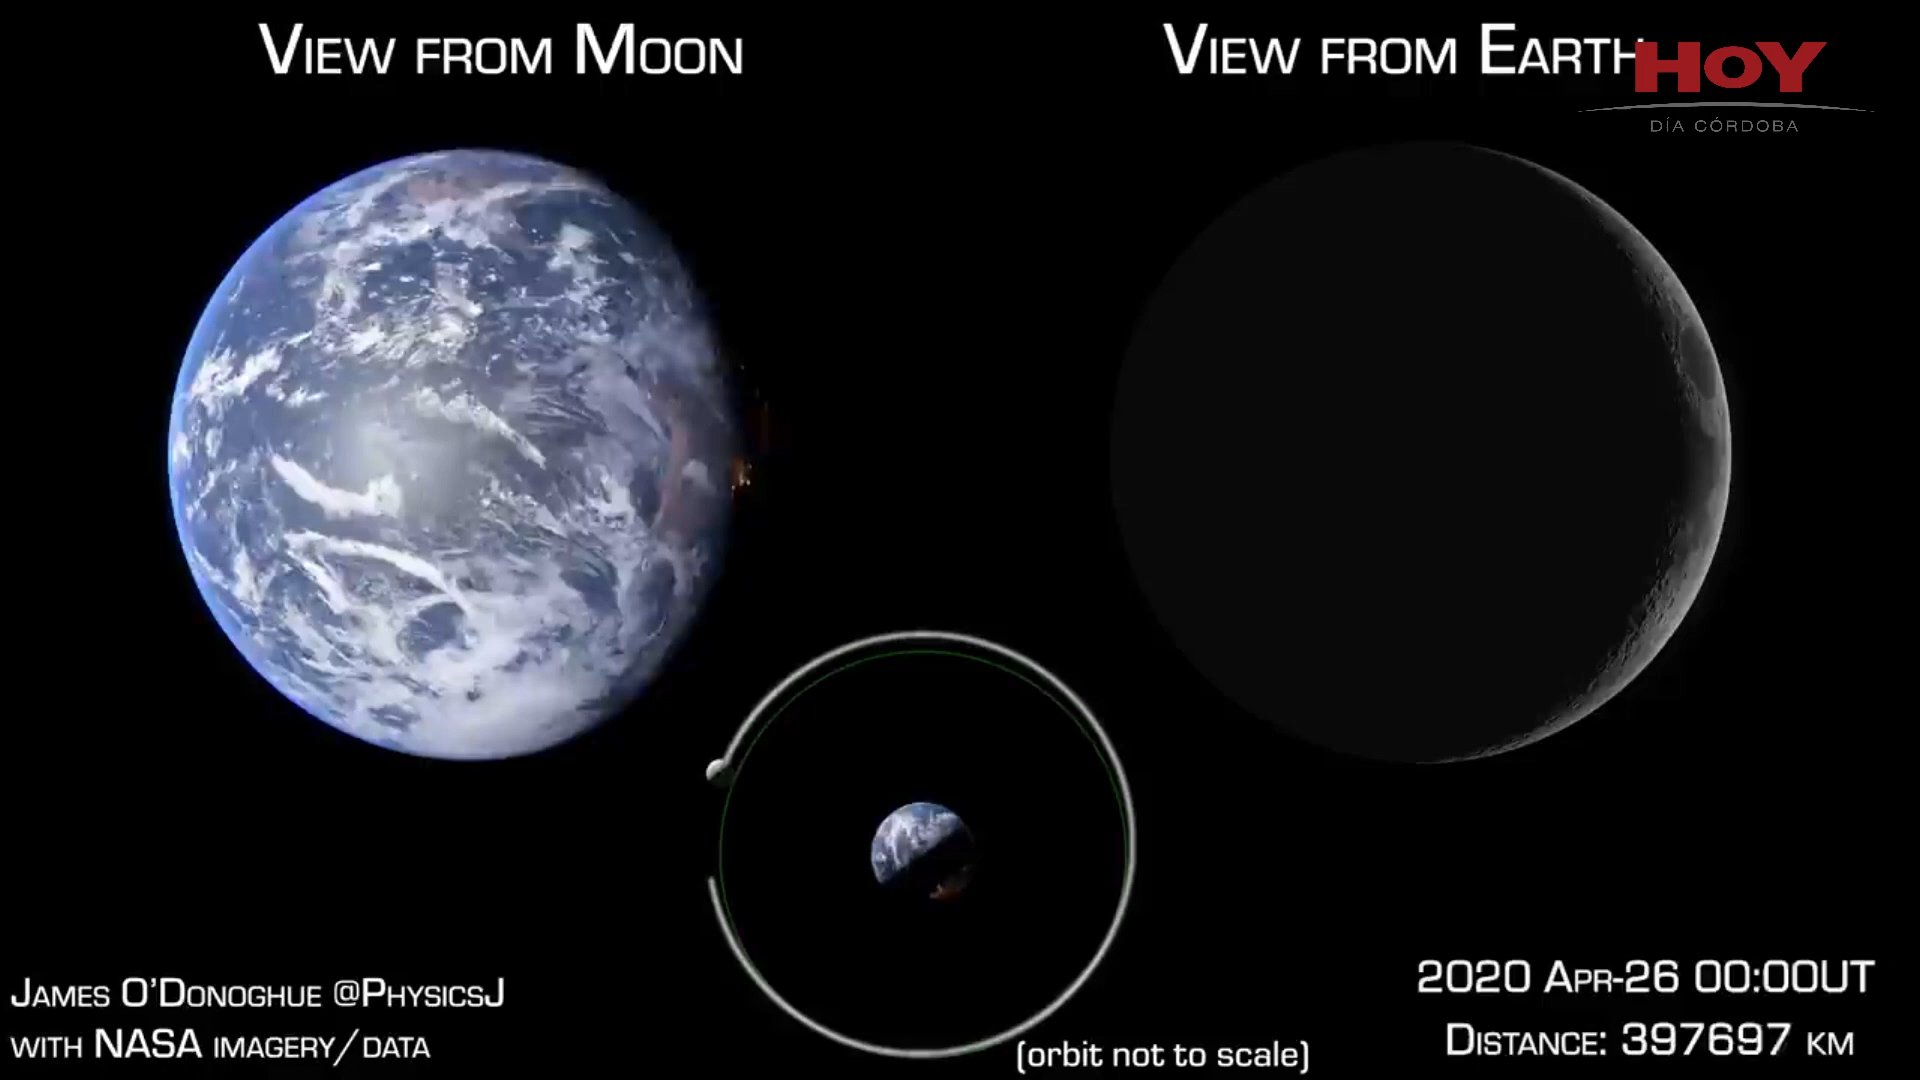 VIEW FROM MOON
VIEW FROM EARTH
HOY
DÍA CÓRDOBA
JAMES O'DONOGHUE @PHYSICSJ
WITH NASA IMAGERY/DATA
(orbit not to scale)
2020 APR-26 00:00UT
DISTANCE: 397697 KM